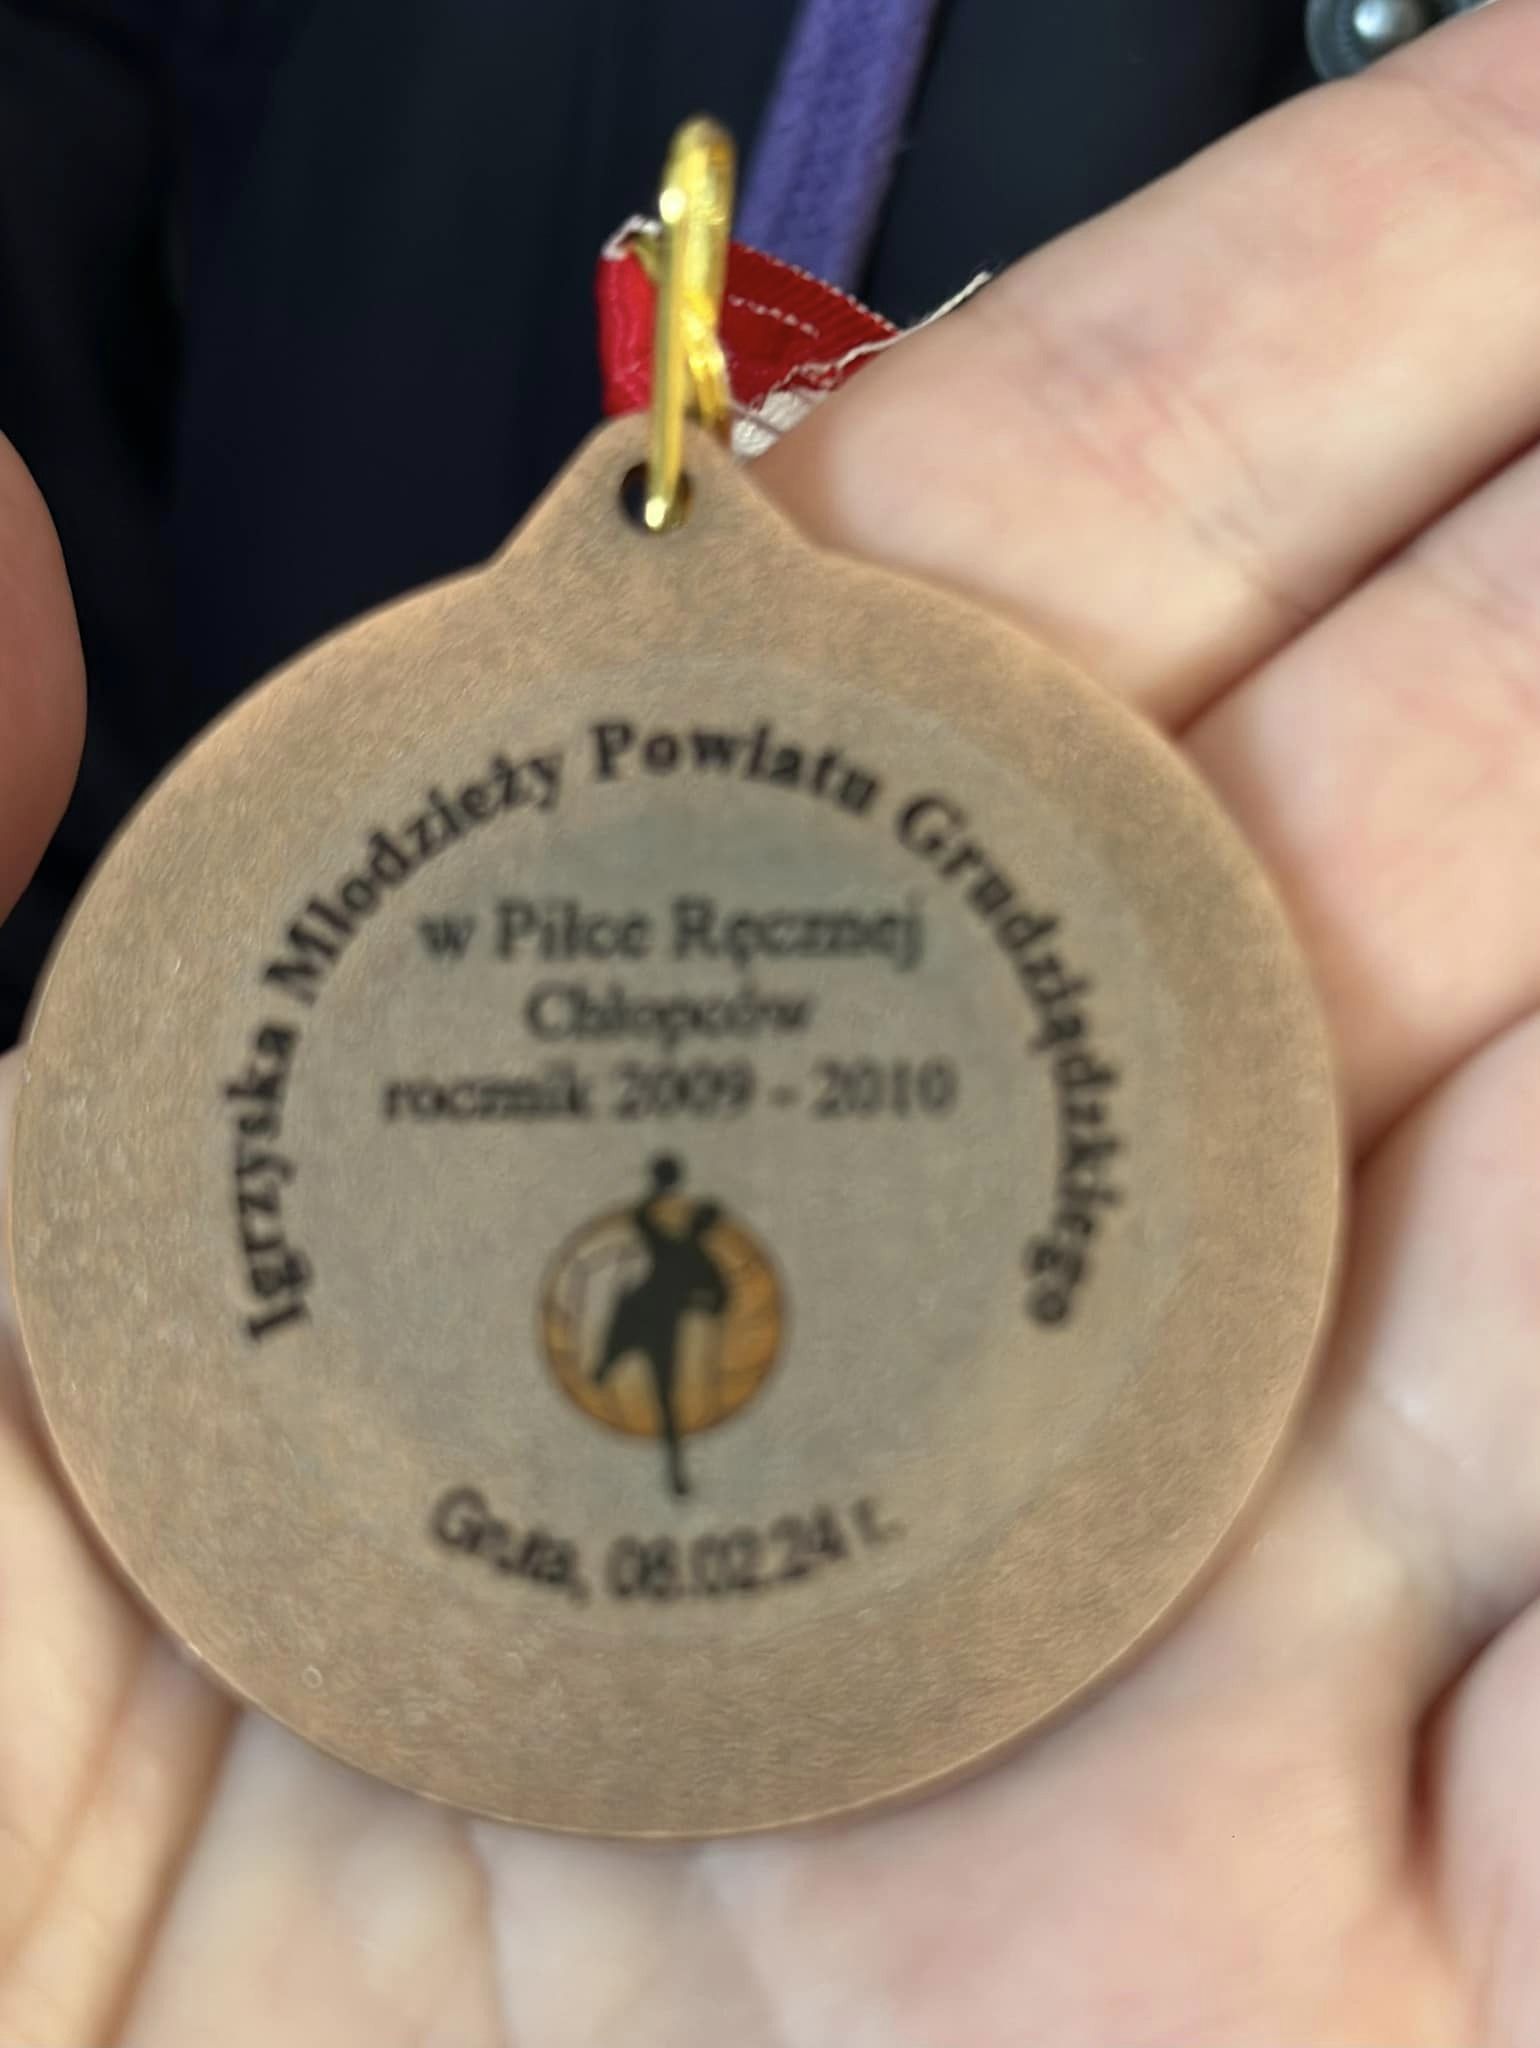 Igrzyska Młodzieży Powiatu Grudziądzkiego
w Piłce Ręcznej
Chłopców
rocznik 2009 - 2010
Gruta, 08.02.24 r.